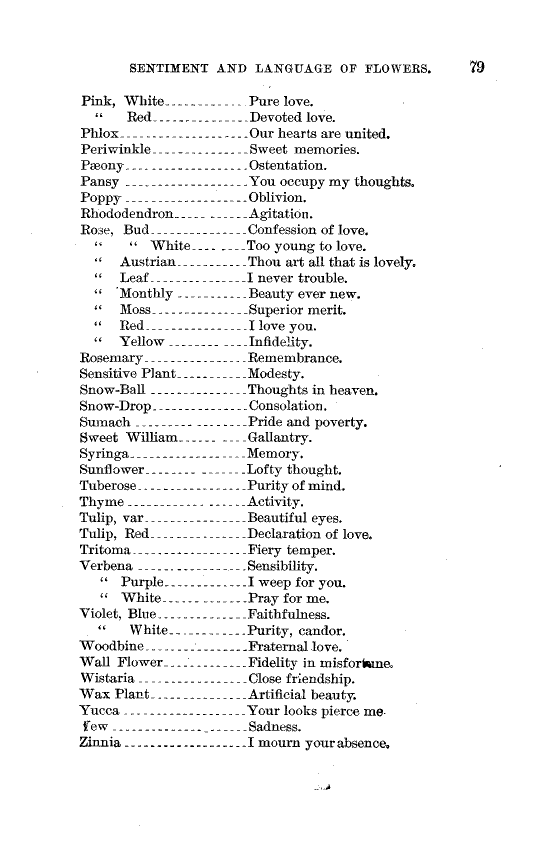 SENTIMENT AND LANGUAGE OF FLOWERS. 79
Pink, White------------Pure love.
“ Red---------------Devoted love.
Phlox--------------------Our hearts are united.
Periwinkle---------------Sweet memories.
Pæony-------------------Ostentation.
Pansy -------------------You occupy my thoughts.
Poppy -------------------Oblivion.
Rhododendron----- ------Agitation.
Rose, Bud---------------Confession of love.
“ “ White---- ----Too young to love.
“ Austrian-----------Thou art all that is lovely.
“ Leaf---------------I never trouble.
“ Monthly -----------Beauty ever new.
“ Moss---------------Superior merit.
“ Red----------------I love you.
“ Yellow -------- ----Infidelity.
Rosemary----------------Remembrance.
Sensitive Plant-----------Modesty.
Snow-Ball ---------------Thoughts in heaven.
Snow-Drop---------------Consolation.
Sumach --------- --------Pride and poverty.
Sweet William------ ----Gallantry.
Syringa------------------Memory.
Sunflower-------- -------Lofty thought.
Tuberose-----------------Purity of mind.
Thyme ------------ ------Activity.
Tulip, var----------------Beautiful eyes.
Tulip, Red---------------Declaration of love.
Tritoma------------------Fiery temper.
Verbena -----------------Sensibility.
“ Purple-------------I weep for you.
“ White------ -------Pray for me.
Violet, Blue--------------Faithfulness.
“ White------------Purity, candor.
Woodbine----------------Fraternal love.
Wall Flower-------------Fidelity in misfortune.
Wistaria -----------------Close friendship.
Wax Plant---------------Artificial beauty.
Yucca -------------------Your looks pierce me.
Yew ---------------------Sadness.
Zinnia -------------------I mourn your absence.